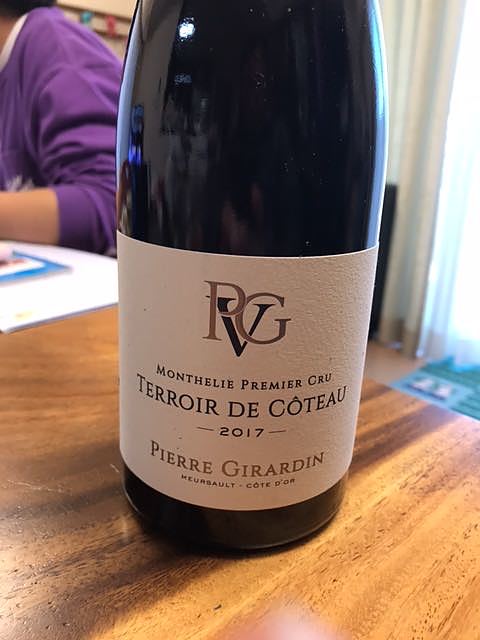 PVG
MONTHELIE PREMIER CRU
TERROIR DE CÔTEAU
— 2017 —
PIERRE GIRARDIN
MEURSAULT - CÔTE D'OR